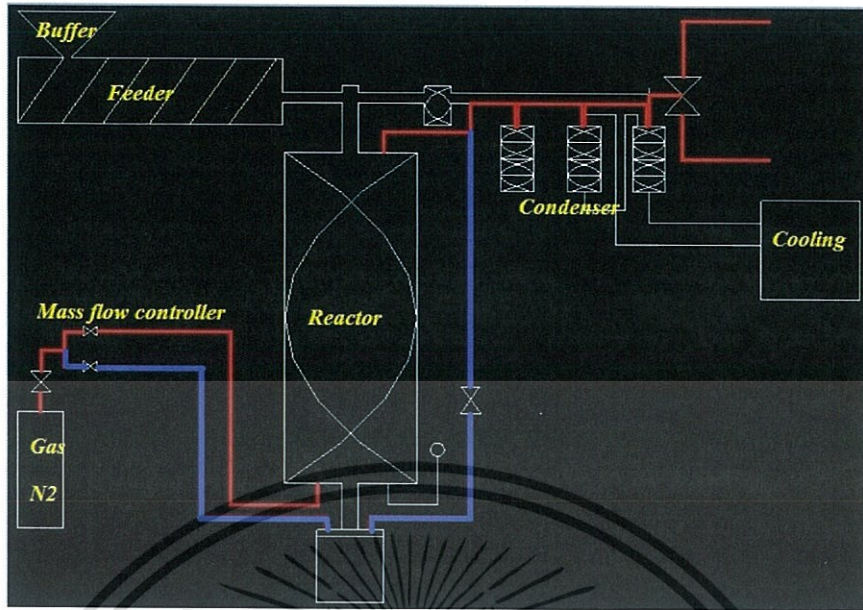 Buffer
Feeder
Condenser
Cooling
Mass flow controller
Reactor
Gas
N2